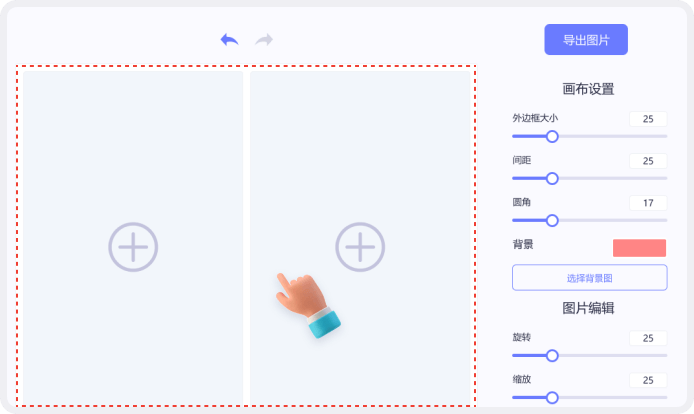 导出图片
画布设置
外边框大小 25
间距 25
圆角 17
背景
选择背景图
图片编辑
旋转 25
缩放 25